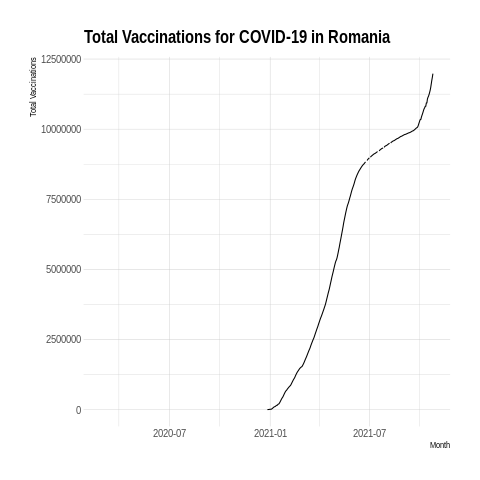 Total Vaccinations for COVID-19 in Romania
Total Vaccinations
12500000
10000000
7500000
5000000
2500000
0
2020-07 2021-01 2021-07
Month